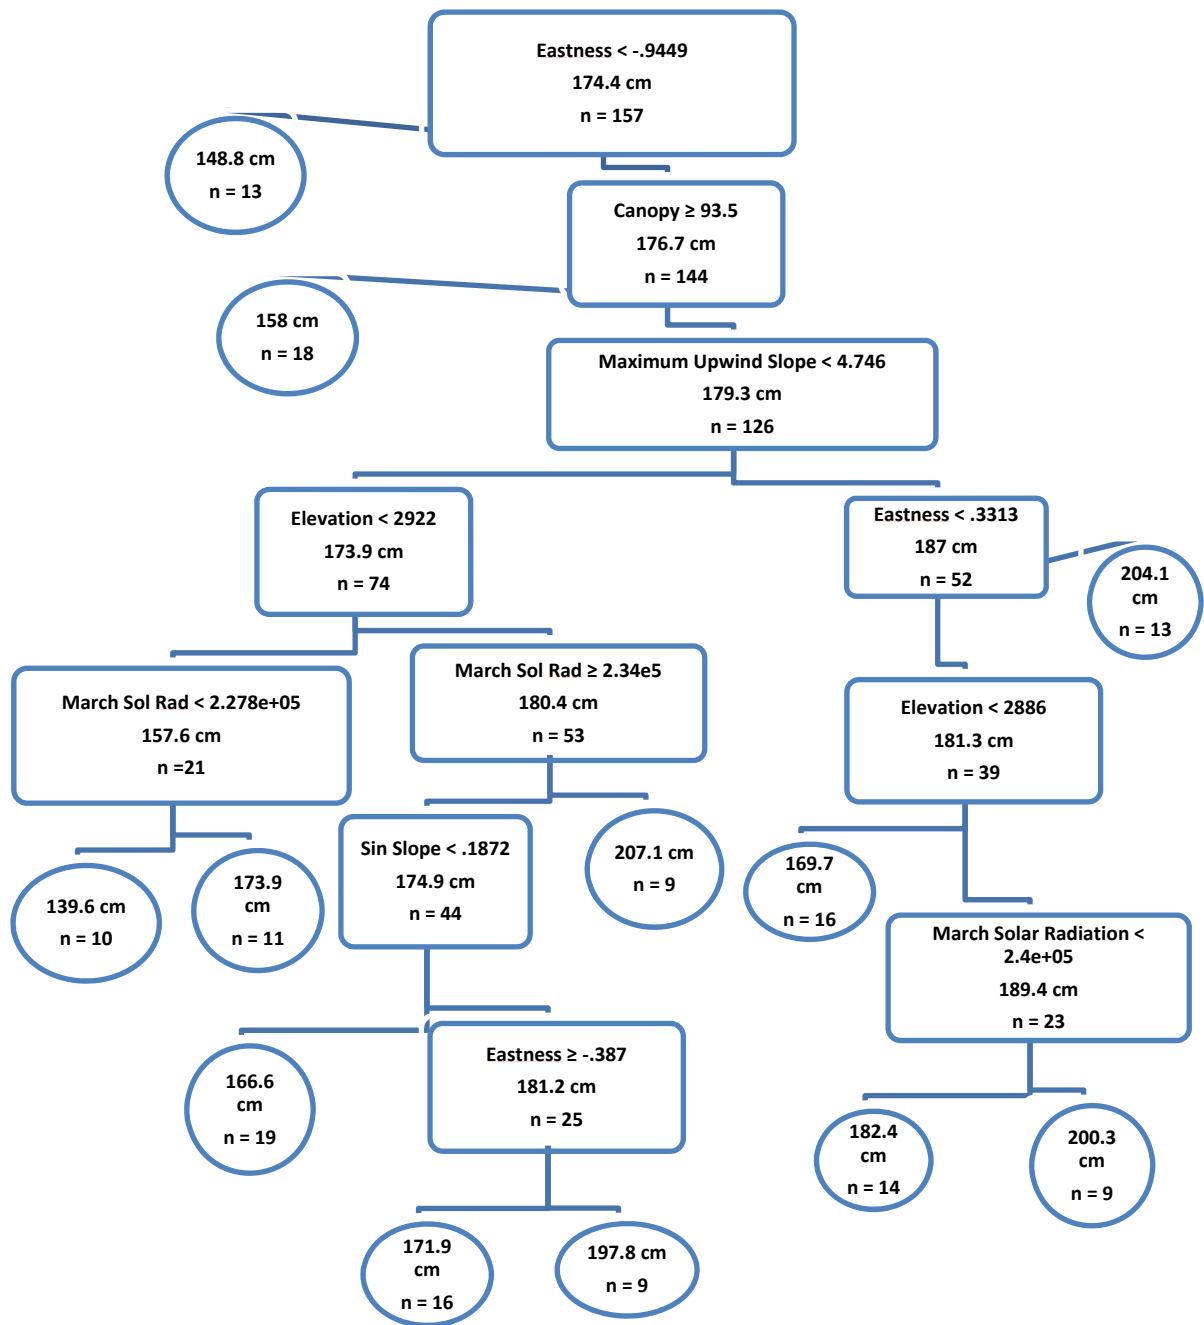 Eastness < -.9449
174.4 cm
n = 157
148.8 cm
n = 13
Canopy ≥ 93.5
176.7 cm
n = 144
158 cm
n = 18
Maximum Upwind Slope < 4.746
179.3 cm
n = 126
Elevation < 2922
173.9 cm
n = 74
Eastness < .3313
187 cm
n = 52
204.1
cm
n = 13
March Sol Rad < 2.278e+05
157.6 cm
n =21
March Sol Rad ≥ 2.34e5
180.4 cm
n = 53
Elevation < 2886
181.3 cm
n = 39
139.6 cm
n = 10
173.9
cm
n = 11
Sin Slope < .1872
174.9 cm
n = 44
207.1 cm
n = 9
169.7
cm
n = 16
March Solar Radiation <
2.4e+05
189.4 cm
n = 23
166.6
cm
n = 19
Eastness ≥ -.387
181.2 cm
n = 25
182.4
cm
n = 14
200.3
cm
n = 9
171.9
cm
n = 16
197.8 cm
n = 9